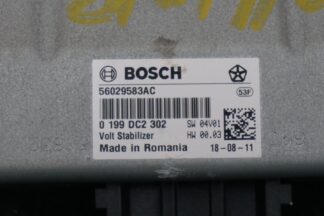 BOSCH
56029583AC
53F
0 199 DC2 302 SW 04V01
Volt Stabilizer HW 00.03
Made in Romania 18-08-11